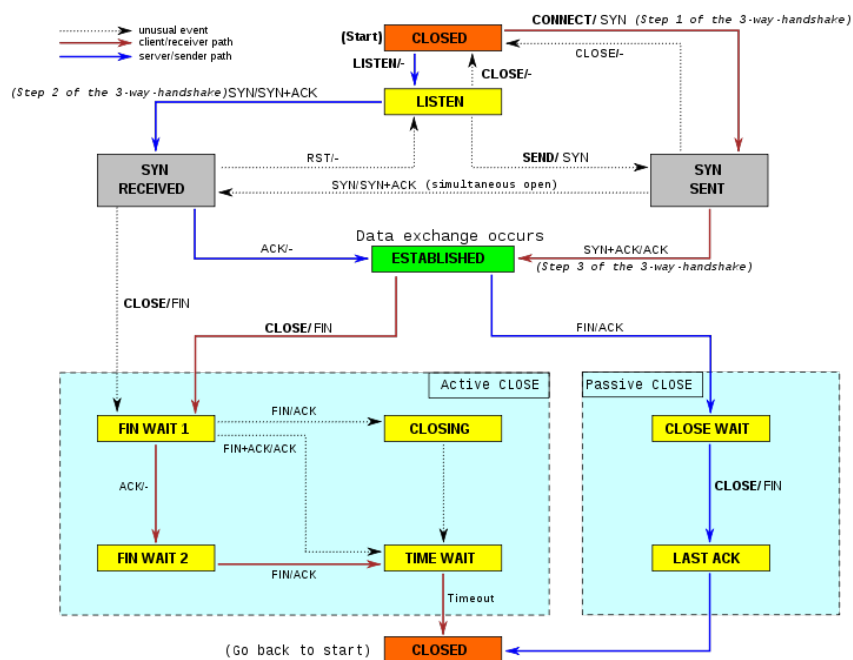 unusual event
client/receiver path
server/sender path
CONNECT/ SYN (Step 1 of the 3-way-handshake)
(Start)
CLOSED
CLOSE/-
LISTEN/-
CLOSE/-
(Step 2 of the 3-way-handshake) SYN/SYN+ACK
LISTEN
RST/-
SEND/ SYN
SYN
RECEIVED
SYN
SENT
SYN/SYN+ACK (simultaneous open)
Data exchange occurs
ACK/-
ESTABLISHED
SYN+ACK/ACK
(Step 3 of the 3-way-handshake)
CLOSE/ FIN
CLOSE/ FIN
FIN/ACK
Active CLOSE
Passive CLOSE
FIN WAIT 1
FIN/ACK
CLOSING
CLOSE WAIT
FIN+ACK/ACK
ACK/-
CLOSE/ FIN
FIN WAIT 2
FIN/ACK
TIME WAIT
LAST ACK
Timeout
(Go back to start)
CLOSED